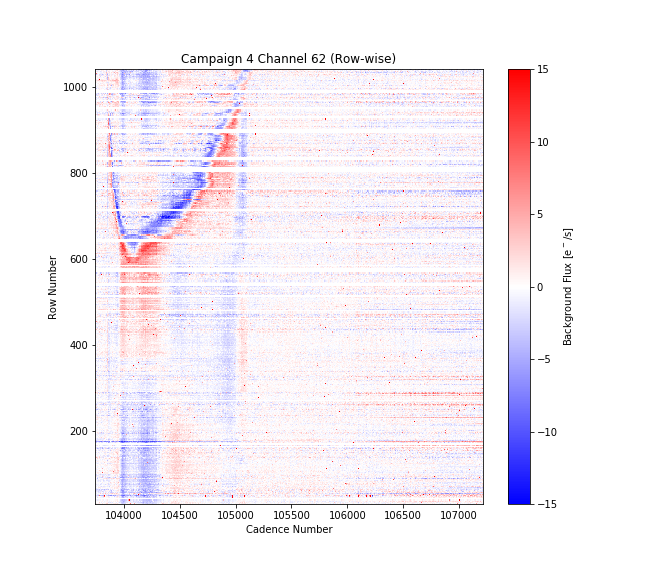 Campaign 4 Channel 62 (Row-wise)
Row Number
1000
800
600
400
200
104000 104500 105000 105500 106000 106500 107000
Cadence Number
15
10
5
0
−5
−10
−15
Background Flux [e⁻/s]